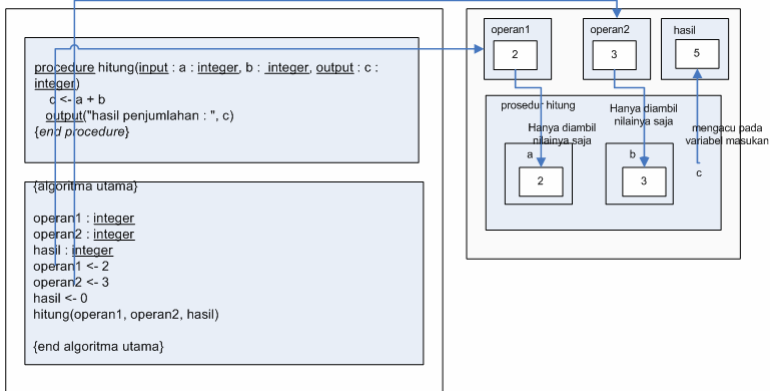 procedure hitung(input : a : integer, b : integer, output : c :
integer)
c <- a + b
output("hasil penjumlahan : ", c)
{end procedure}
{algoritma utama}
operan1 : integer
operan2 : integer
hasil : integer
operan1 <- 2
operan2 <- 3
hasil <- 0
hitung(operan1, operan2, hasil)
{end algoritma utama}
operan1
2
operan2
3
hasil
5
prosedur hitung
Hanya diambil
nilainya saja
a
2
Hanya diambil
nilainya saja
b
3
mengacu pada
variabel masukan
c